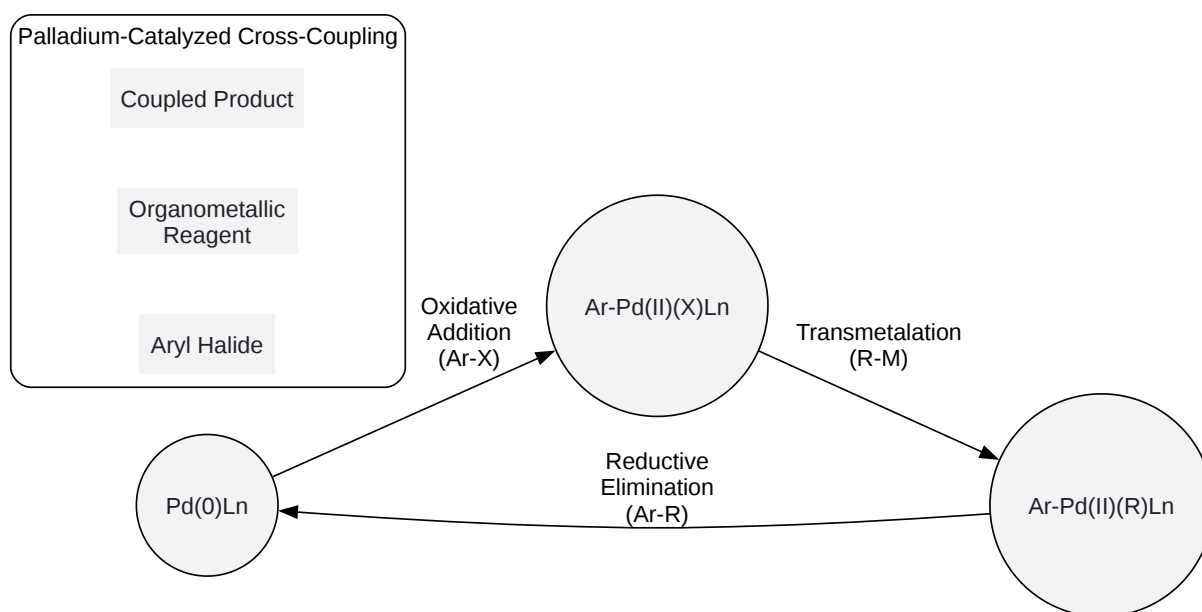 Palladium-Catalyzed Cross-Coupling
Coupled Product
Organometallic
Reagent
Aryl Halide
Oxidative
Addition
(Ar-X)
Ar-Pd(II)(X)Ln
Transmetalation
(R-M)
Reductive
Elimination
(Ar-R)
Pd(0)Ln
Ar-Pd(II)(R)Ln